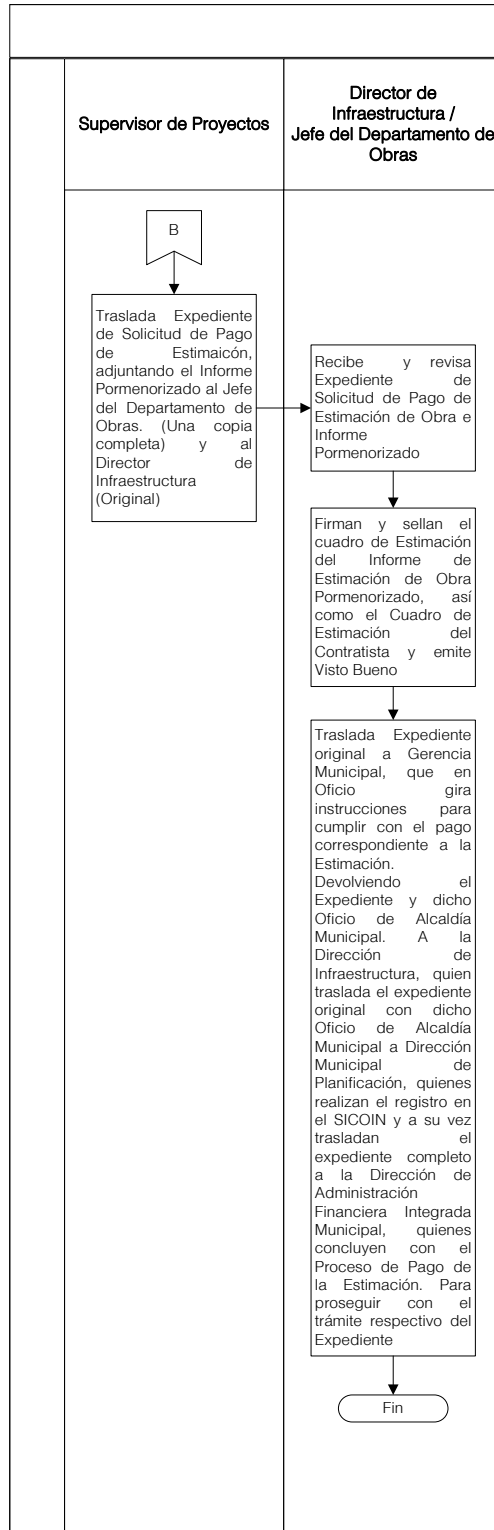 Supervisor de Proyectos
Director de
Infraestructura /
Jefe del Departamento de
Obras
B
Traslada Expediente
de Solicitud de Pago
de Estimaicón,
adjuntando el Informe
Pormenorizado al Jefe
del Departamento de
Obras. (Una copia
completa) y al
Director de
Infraestructura
(Original)
Recibe y revisa
Expediente de
Solicitud de Pago de
Estimación de Obra e
Informe
Pormenorizado
Firman y sellan el
cuadro de Estimación
del Informe de
Estimación de Obra
Pormenorizado, así
como el Cuadro de
Estimación del
Contratista y emite
Visto Bueno
Traslada Expediente
original a Gerencia
Municipal, que en
Oficio gira
instrucciones para
cumplir con el pago
correspondiente a la
Estimación.
Devolviendo el
Expediente y dicho
Oficio de Alcaldía
Municipal. A la
Dirección de
Infraestructura, quien
traslada el expediente
original con dicho
Oficio de Alcaldía
Municipal a Dirección
Municipal de
Planificación, quienes
realizan el registro en
el SICOIN y a su vez
trasladan el
expediente completo
a la Dirección de
Administración
Financiera Integrada
Municipal, quienes
concluyen con el
Proceso de Pago de
la Estimación. Para
proseguir con el
trámite respectivo del
Expediente
Fin